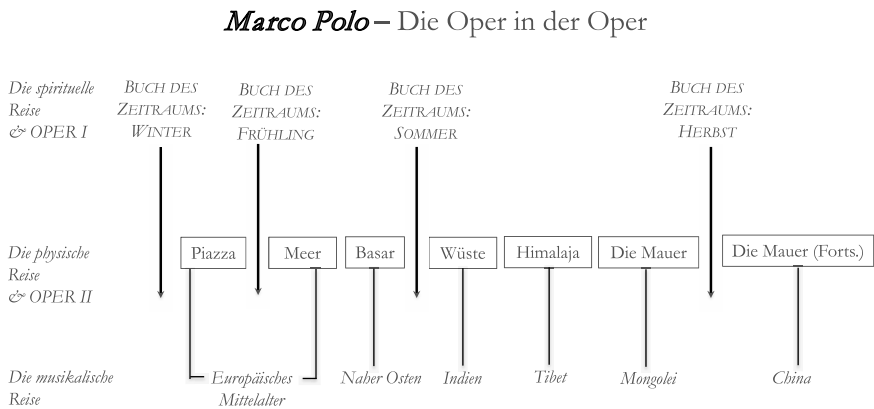 Marco Polo – Die Oper in der Oper
Die spirituelle
Reise
& OPER I
BUCH DES
ZEITRAUMS:
WINTER
BUCH DES
ZEITRAUMS:
FRÜHLING
BUCH DES
ZEITRAUMS:
SOMMER
BUCH DES
ZEITRAUMS:
HERBST
Die physische
Reise
& OPER II
Piazza
Meer
Basar
Wüste
Himalaja
Die Mauer
Die Mauer (Forts.)
Die musikalische
Reise
Europäisches
Mittelalter
Naher Osten
Indien
Tibet
Mongolei
China